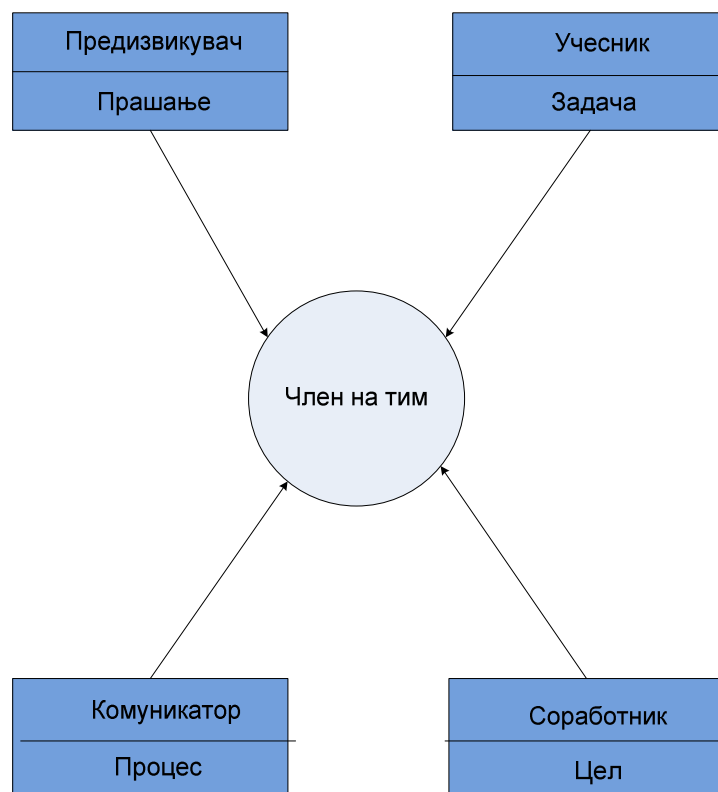 Предизвикувач
Прашање
Учесник
Задача
Член на тим
Комуникатор
Процес
Соработник
Цел